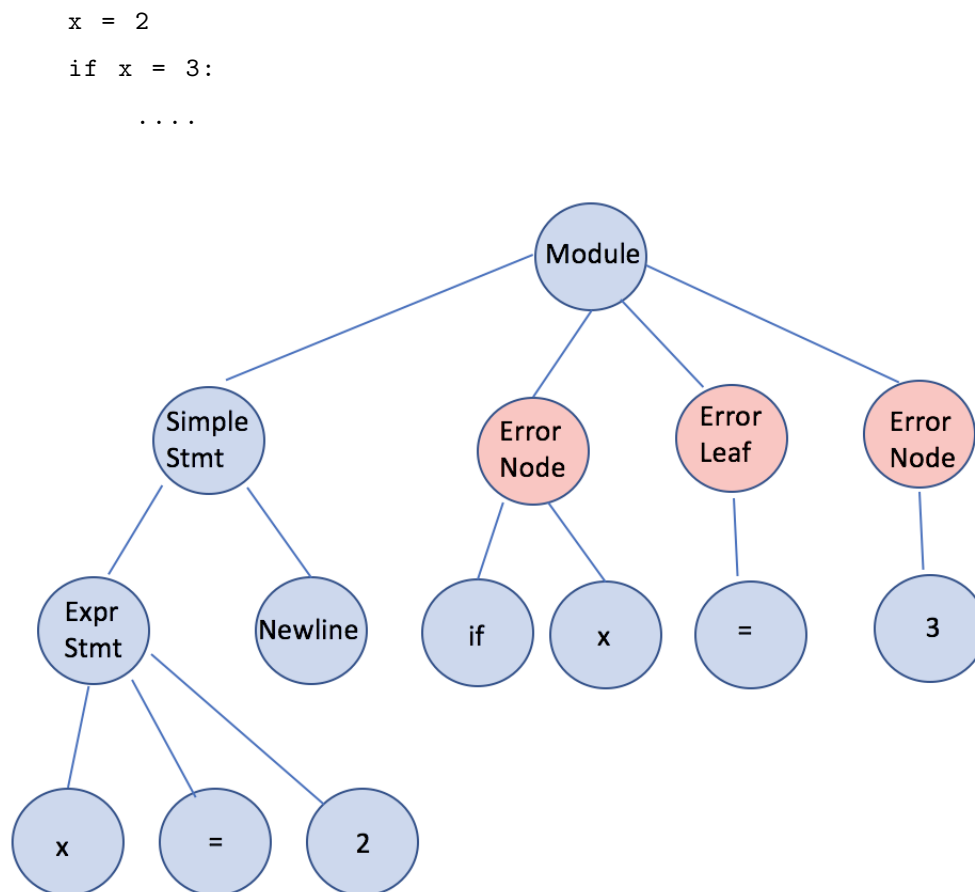 x = 2
if x = 3:
....
Module
Simple
Stmt
Error
Node
Error
Leaf
Error
Node
Expr
Stmt
Newline
if
x
=
3
x
=
2